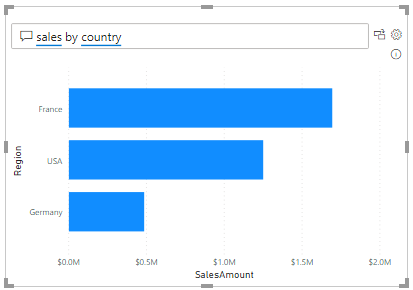 sales by country
France
USA
Germany
Region
$0.0M $0.5M $1.0M $1.5M $2.0M
SalesAmount